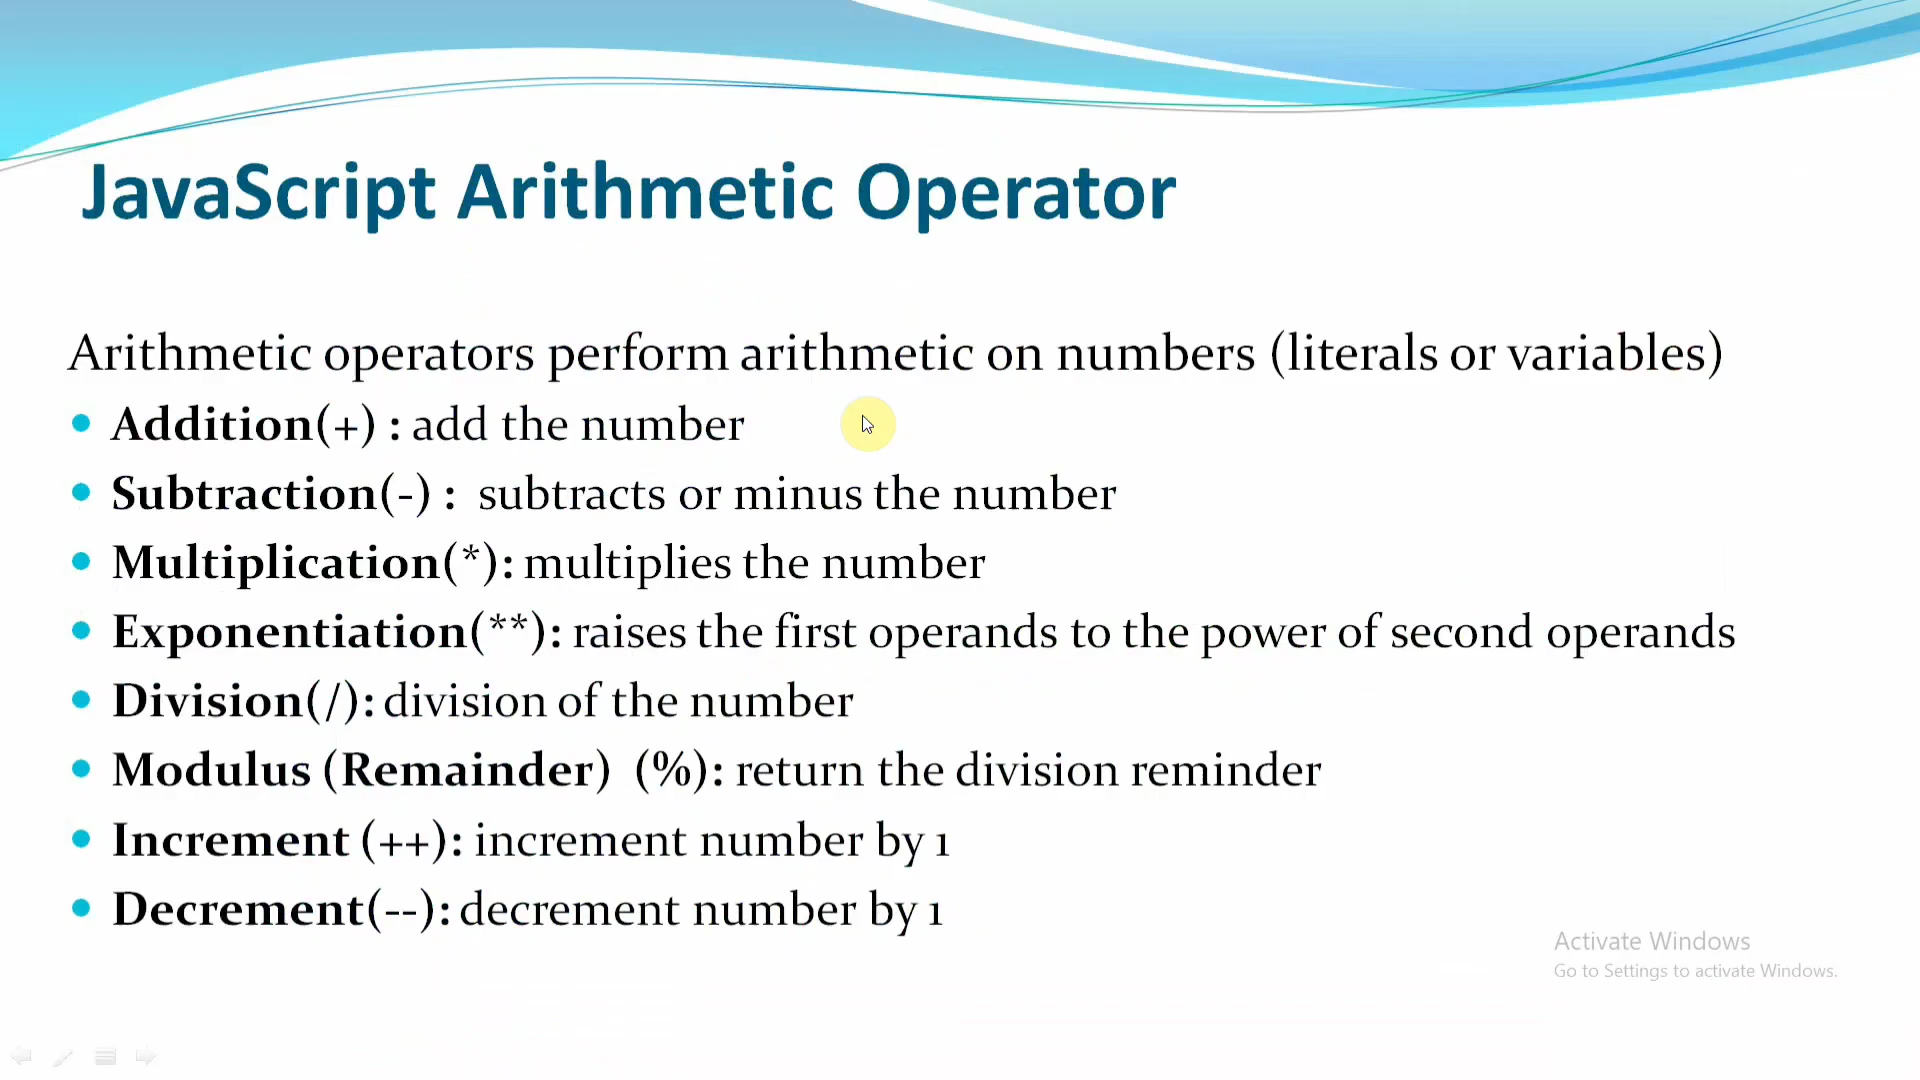 JavaScript Arithmetic Operator
Arithmetic operators perform arithmetic on numbers (literals or variables)
Addition(+) : add the number
Subtraction(-) : subtracts or minus the number
Multiplication(*): multiplies the number
Exponentiation(**): raises the first operands to the power of second operands
Division(/): division of the number
Modulus (Remainder) (%): return the division reminder
Increment (++): increment number by 1
Decrement(--): decrement number by 1
Activate Windows
Go to Settings to activate Windows.